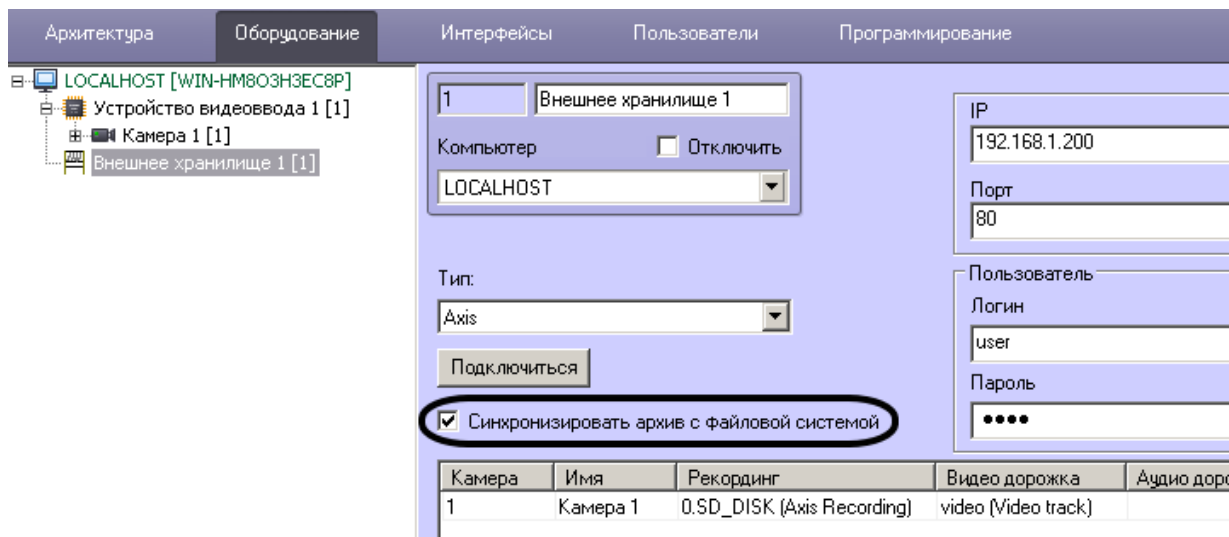 Архитектура Оборудование Интерфейсы Пользователи Программирование
LOCALHOST [WIN-HM8O3H3EC8P]
Устройство видеоввода 1 [1]
Камера 1 [1]
Внешнее хранилище 1 [1]
1 Внешнее хранилище 1
Компьютер Отключить
LOCALHOST
IP
192.168.1.200
Порт
80
Тип:
Axis
Подключиться
Синхронизировать архив с файловой системой
Пользователь
Логин
user
Пароль
••••
Камера Имя Рекординг Видео дорожка Аудио доро
1 Камера 1 0.SD_DISK (Axis Recording) video (Video track)